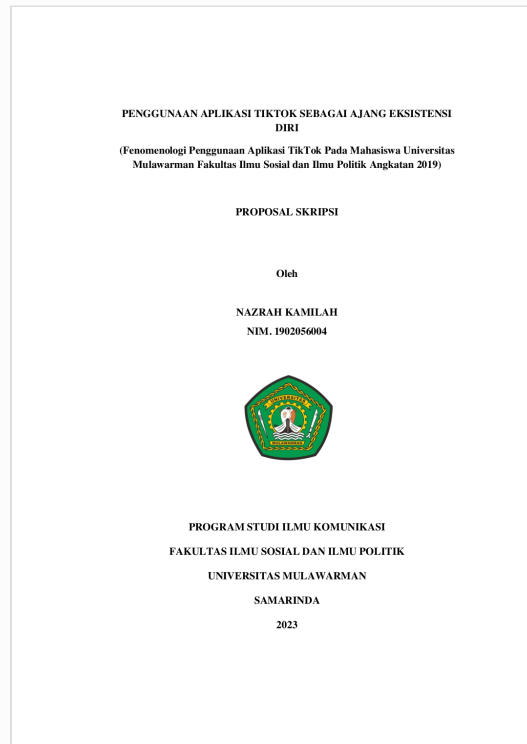 PENGGUNAAN APLIKASI TIKTOK SEBAGAI AJANG EKSISTENSI
DIRI
(Fenomenologi Penggunaan Aplikasi TikTok Pada Mahasiswa Universitas
Mulawarman Fakultas Ilmu Sosial dan Ilmu Politik Angkatan 2019)
PROPOSAL SKRIPSI
Oleh
NAZRAH KAMILAH
NIM. 1902056004
UNIVERSITAS
MULAWARMAN
PROGRAM STUDI ILMU KOMUNIKASI
FAKULTAS ILMU SOSIAL DAN ILMU POLITIK
UNIVERSITAS MULAWARMAN
SAMARINDA
2023